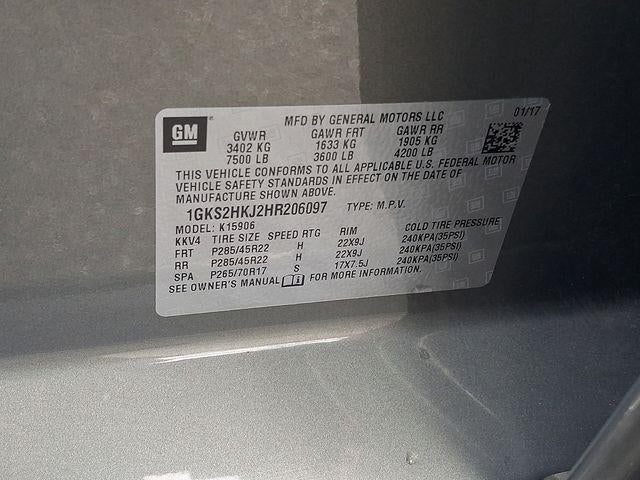 GM
MFD BY GENERAL MOTORS LLC 01/17
GVWR GAWR FRT GAWR RR
3402 KG 1633 KG 1905 KG
7500 LB 3600 LB 4200 LB
THIS VEHICLE CONFORMS TO ALL APPLICABLE U.S. FEDERAL MOTOR
VEHICLE SAFETY STANDARDS IN EFFECT ON THE DATE OF
MANUFACTURE SHOWN ABOVE.
1GKS2HKJ2HR206097 TYPE: M.P.V.
MODEL: K15906
KKV4 TIRE SIZE SPEED RTG RIM COLD TIRE PRESSURE
FRT P285/45R22 H 22X9J 240KPA(35PSI)
RR P285/45R22 H 22X9J 240KPA(35PSI)
SPA P265/70R17 S 17X7.5J 240KPA(35PSI)
SEE OWNER'S MANUAL FOR MORE INFORMATION.